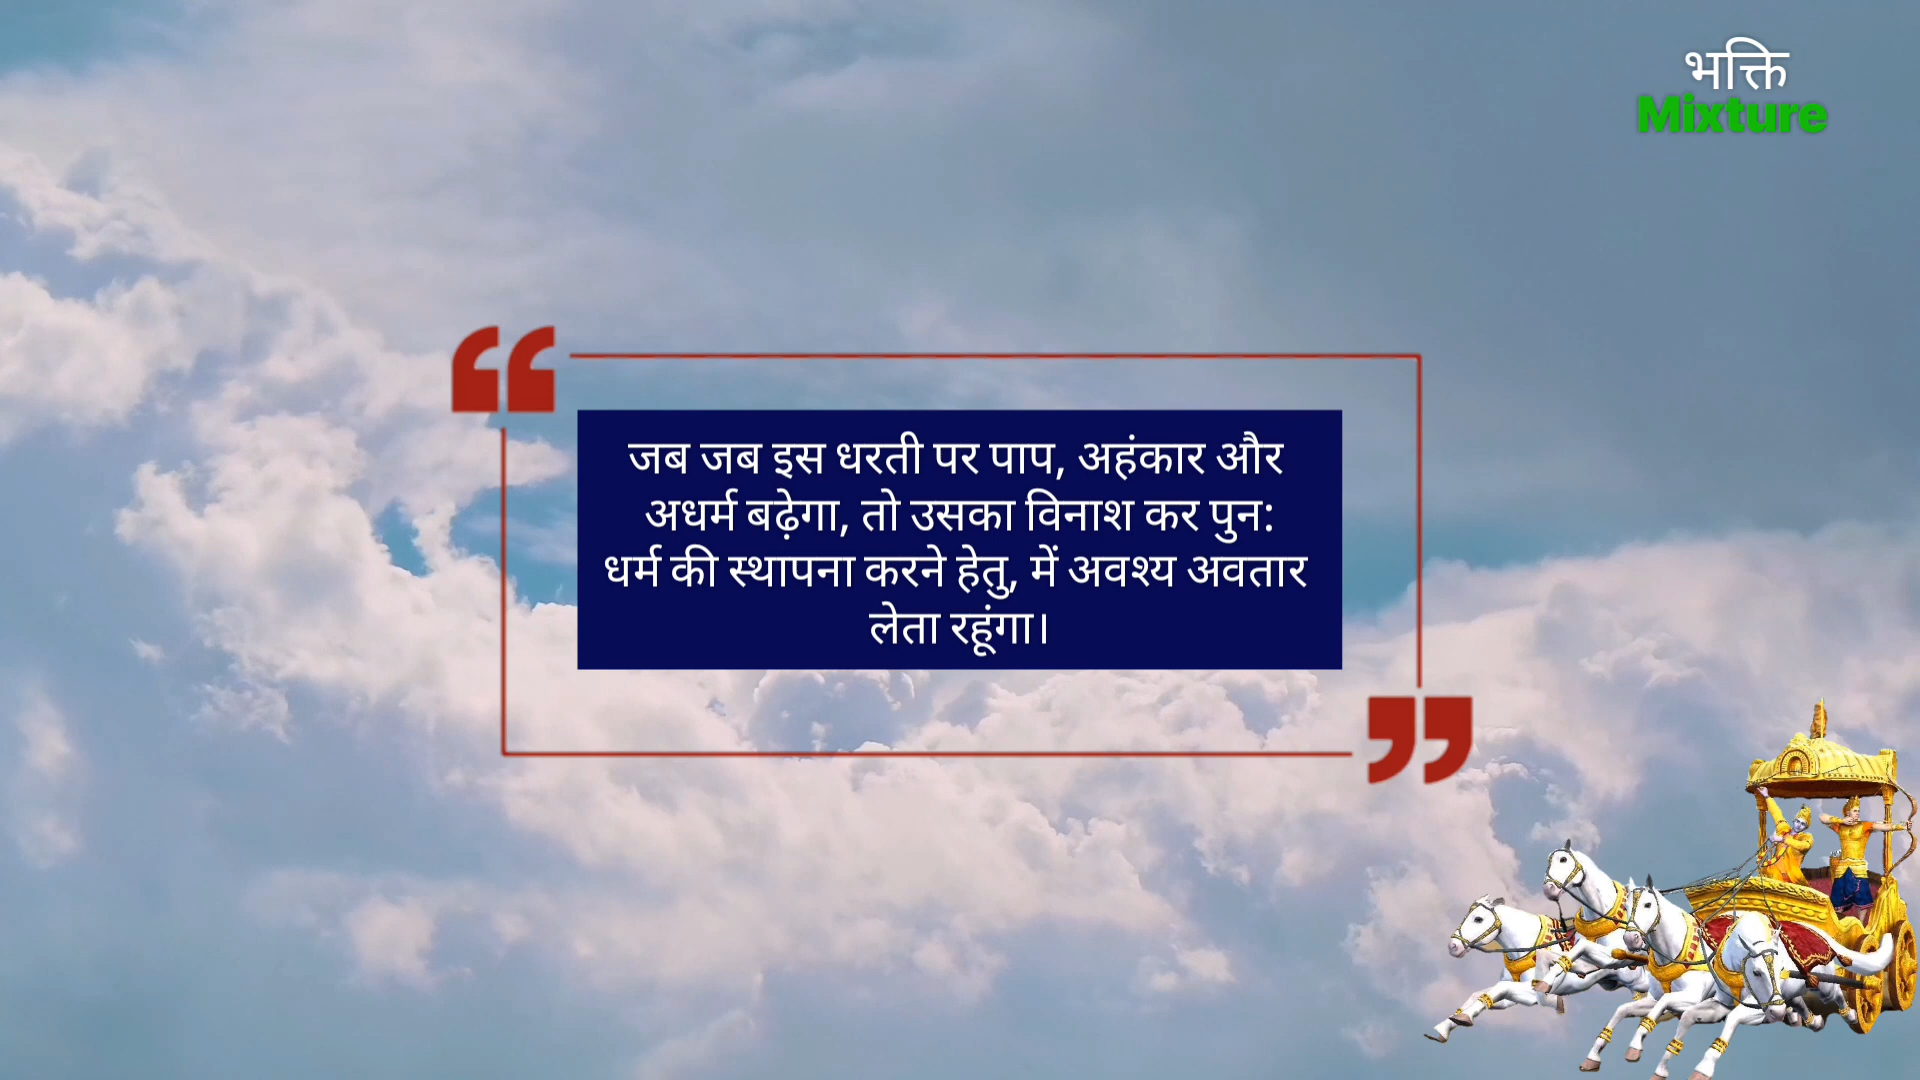 भक्ति
Mixture
जब जब इस धरती पर पाप, अहंकार और
अधर्म बढ़ेगा, तो उसका विनाश कर पुन:
धर्म की स्थापना करने हेतु, में अवश्य अवतार
लेता रहूंगा।